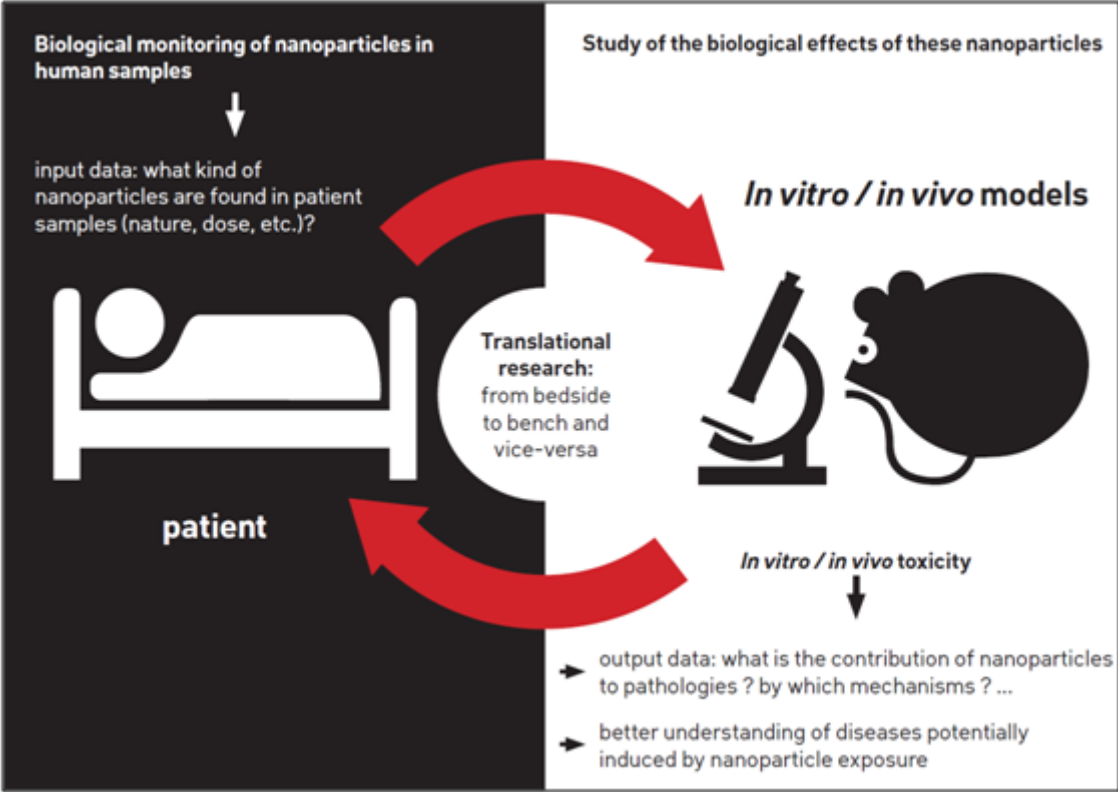 Biological monitoring of nanoparticles in
human samples
input data: what kind of
nanoparticles are found in patient
samples (nature, dose, etc.)?
patient
Translational
research:
from bedside
to bench and
vice-versa
Study of the biological effects of these nanoparticles
In vitro / in vivo models
In vitro / in vivo toxicity
output data: what is the contribution of nanoparticles
to pathologies ? by which mechanisms ? ...
better understanding of diseases potentially
induced by nanoparticle exposure